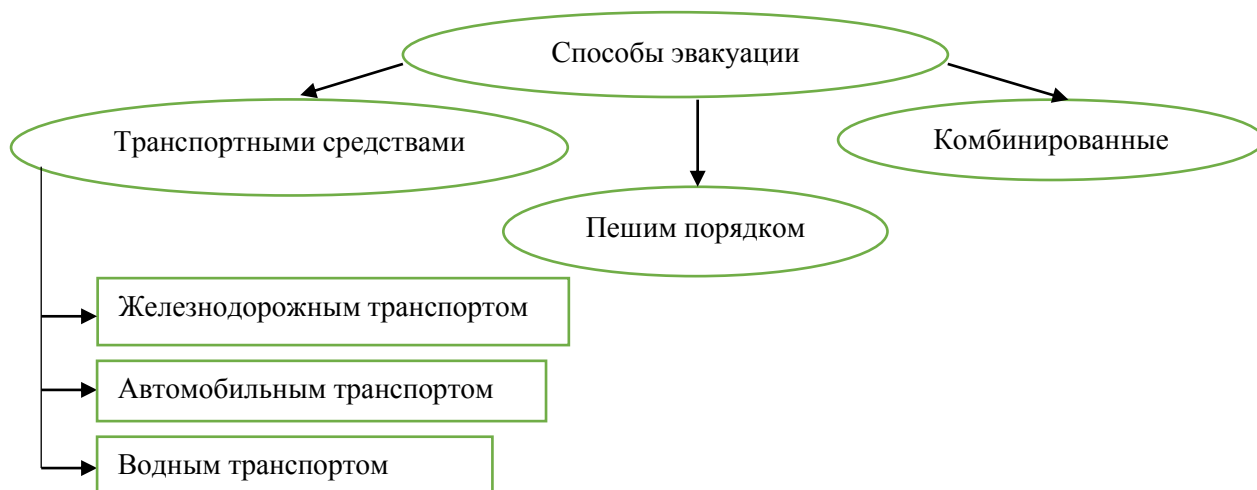 Способы эвакуации
Транспортными средствами
Комбинированные
Пешим порядком
Железнодорожным транспортом
Автомобильным транспортом
Водным транспортом